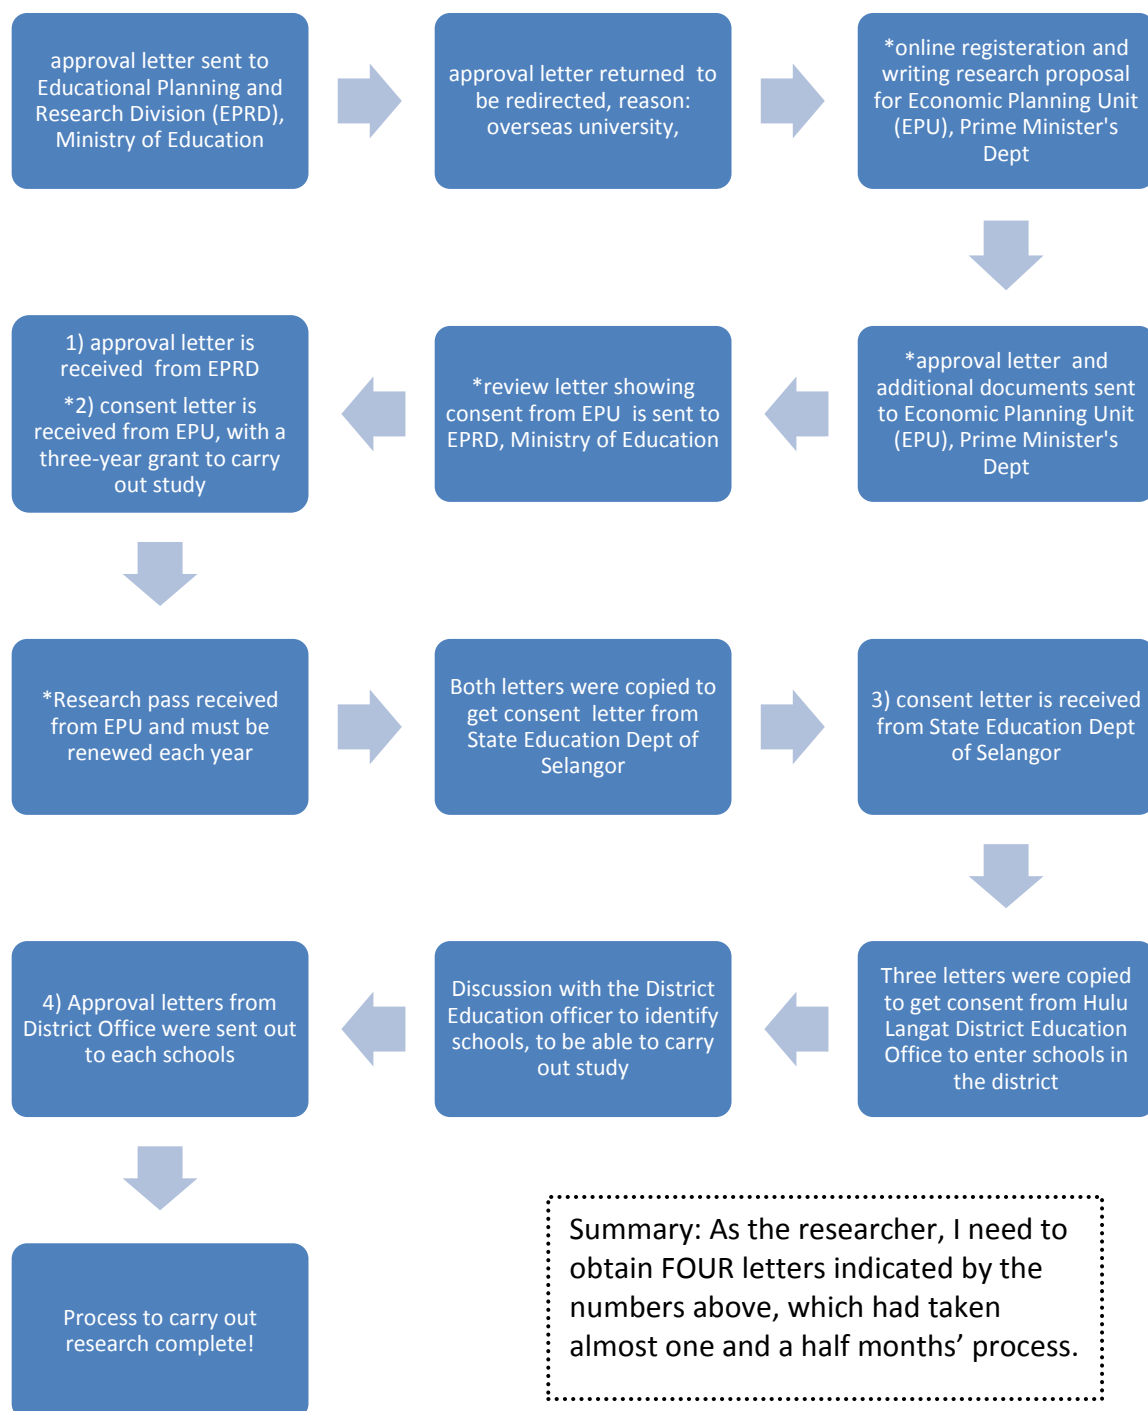 approval letter sent to
Educational Planning and
Research Division (EPRD),
Ministry of Education
approval letter returned  to
be redirected, reason:
overseas university,
*online registeration and
writing research proposal
for Economic Planning Unit
(EPU), Prime Minister's
Dept
*approval letter  and
additional documents sent
to Economic Planning Unit
(EPU), Prime Minister's
Dept
*review letter showing
consent from EPU  is sent to
EPRD, Ministry of Education
1) approval letter is
received  from EPRD
*2) consent letter is
received from EPU, with a
three-year grant to carry
out study
*Research pass received
from EPU and must be
renewed each year
Both letters were copied to
get consent  letter from
State Education Dept of
Selangor
3) consent letter is received
from State Education Dept
of Selangor
Three letters were copied
to get consent from Hulu
Langat District Education
Office to enter schools in
the district
Discussion with the District
Education officer to identify
schools, to be able to carry
out study
4) Approval letters from
District Office were sent out
to each schools
Process to carry out
research complete!
Summary: As the researcher, I need to
obtain FOUR letters indicated by the
numbers above, which had taken
almost one and a half months’ process.